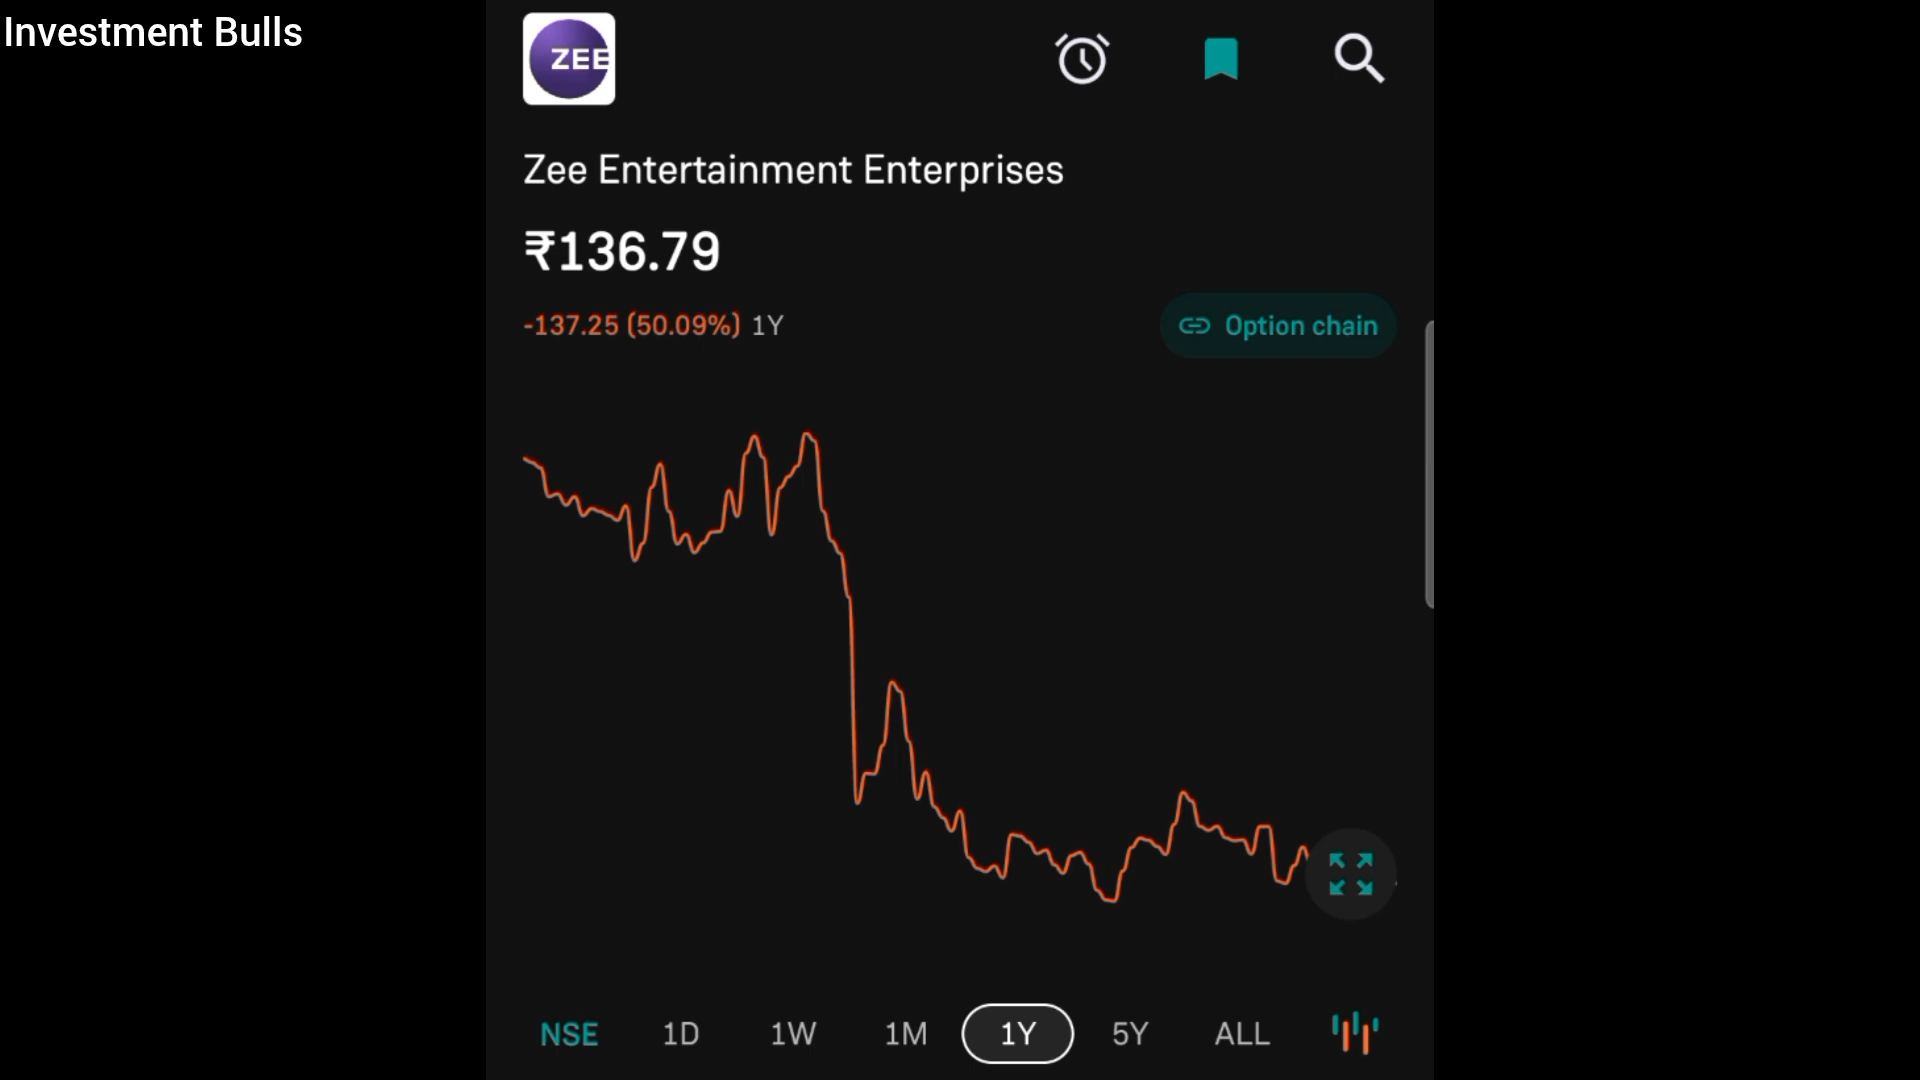 Investment Bulls
ZEE
Zee Entertainment Enterprises
₹136.79
-137.25 (50.09%) 1Y
Option chain
NSE 1D 1W 1M 1Y 5Y ALL